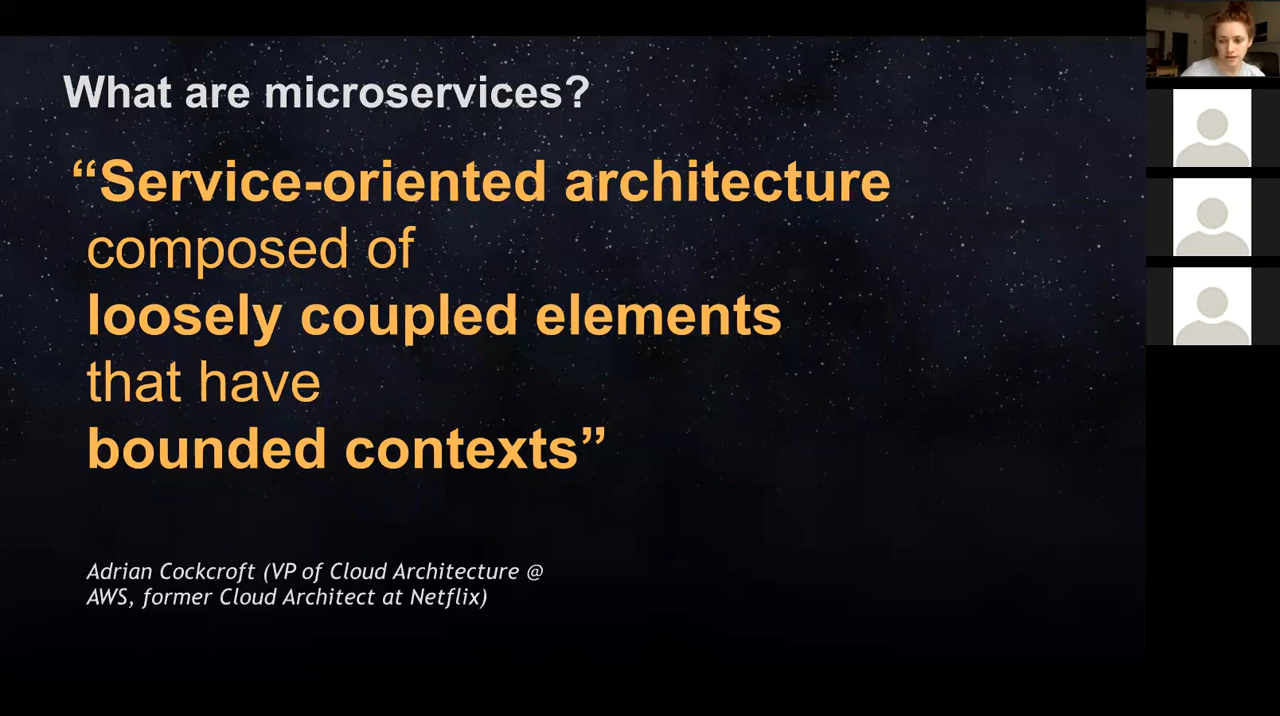 What are microservices?
“Service-oriented architecture
composed of
loosely coupled elements
that have
bounded contexts”
Adrian Cockcroft (VP of Cloud Architecture @
AWS, former Cloud Architect at Netflix)